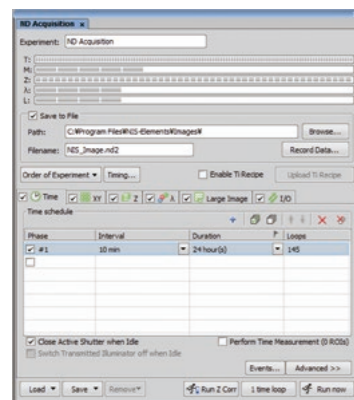 ND Acquisition x
Experiment: ND Acquisition
T:
M:
Z:
λ:
L:
Save to File
Path: C:¥Program Files¥NIS-Elements¥Images¥ Browse...
Filename: NIS_Image.nd2 Record Data...
Order of Experiment Timing... Enable Ti Recipe Upload Ti Recipe
Time XY Z λ Large Image I/O
Time schedule
Phase Interval Duration Loops
#1 10 min 24 hour(s) 145
Close Active Shutter when Idle Perform Time Measurement (0 ROIs)
Switch Transmitted Illuminator off when Idle
Events... Advanced >>
Load Save Remove Run Z Corr 1 time loop Run now